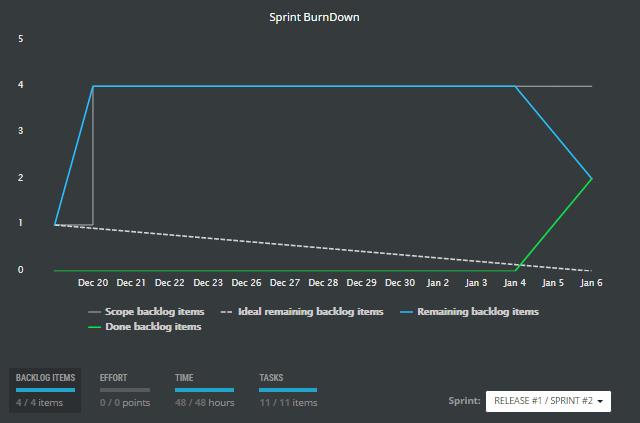 Sprint BurnDown
5
4
3
2
1
0
Dec 20 Dec 21 Dec 22 Dec 23 Dec 26 Dec 27 Dec 28 Dec 29 Dec 30 Jan 2 Jan 3 Jan 4 Jan 5 Jan 6
Scope backlog items Ideal remaining backlog items Remaining backlog items
Done backlog items
BACKLOG ITEMS EFFORT TIME TASKS
4 / 4 items 0 / 0 points 48 / 48 hours 11 / 11 items
Sprint: RELEASE #1 / SPRINT #2